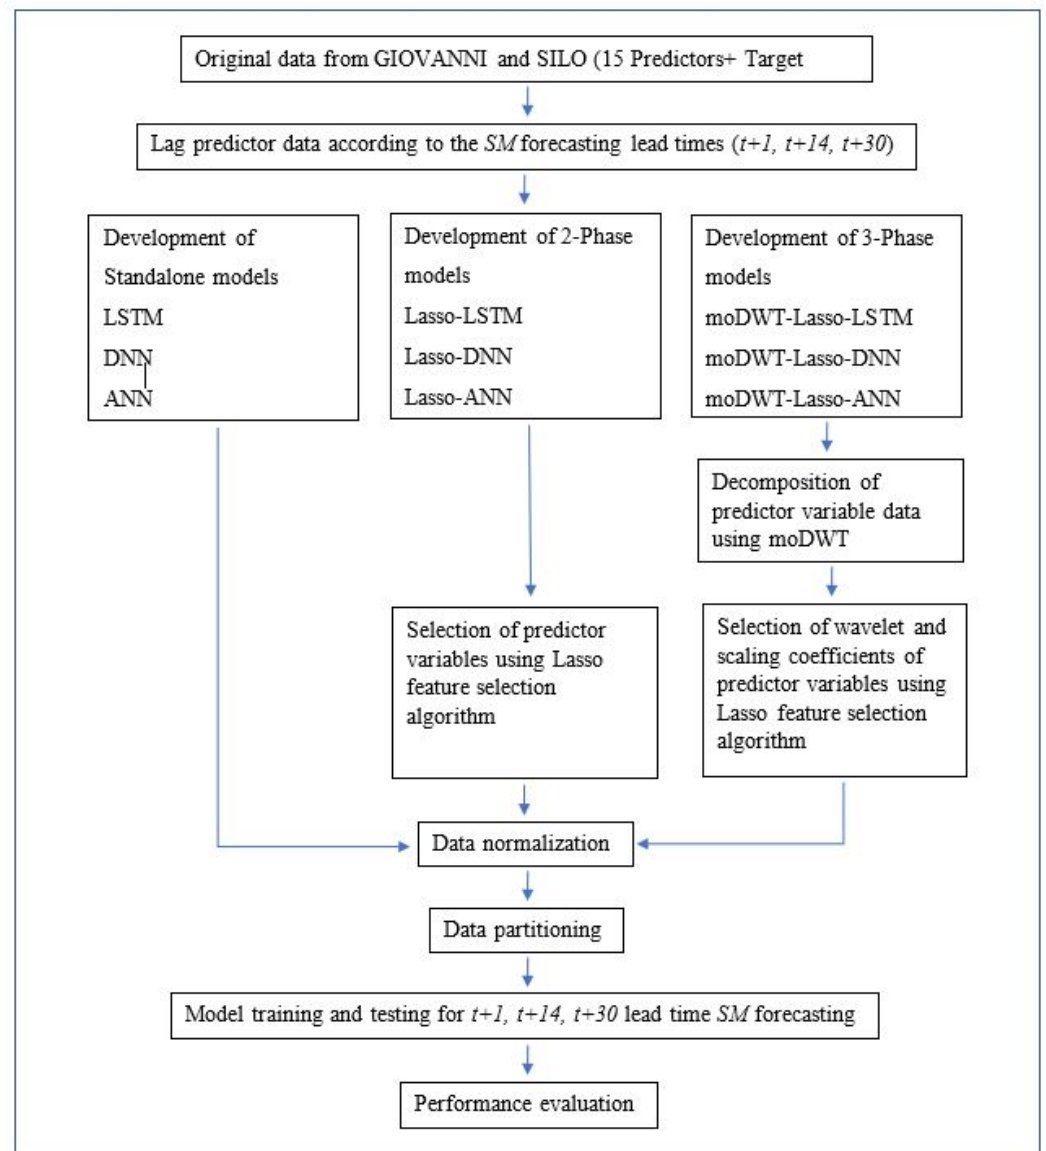 Original data from GIOVANNI and SILO (15 Predictors+ Target
Lag predictor data according to the SM forecasting lead times (t+1, t+14, t+30)
Development of
Standalone models
LSTM
DNN
ANN
Development of 2-Phase
models
Lasso-LSTM
Lasso-DNN
Lasso-ANN
Development of 3-Phase
models
moDWT-Lasso-LSTM
moDWT-Lasso-DNN
moDWT-Lasso-ANN
Decomposition of
predictor variable data
using moDWT
Selection of predictor
variables using Lasso
feature selection
algorithm
Selection of wavelet and
scaling coefficients of
predictor variables using
Lasso feature selection
algorithm
Data normalization
Data partitioning
Model training and testing for t+1, t+14, t+30 lead time SM forecasting
Performance evaluation